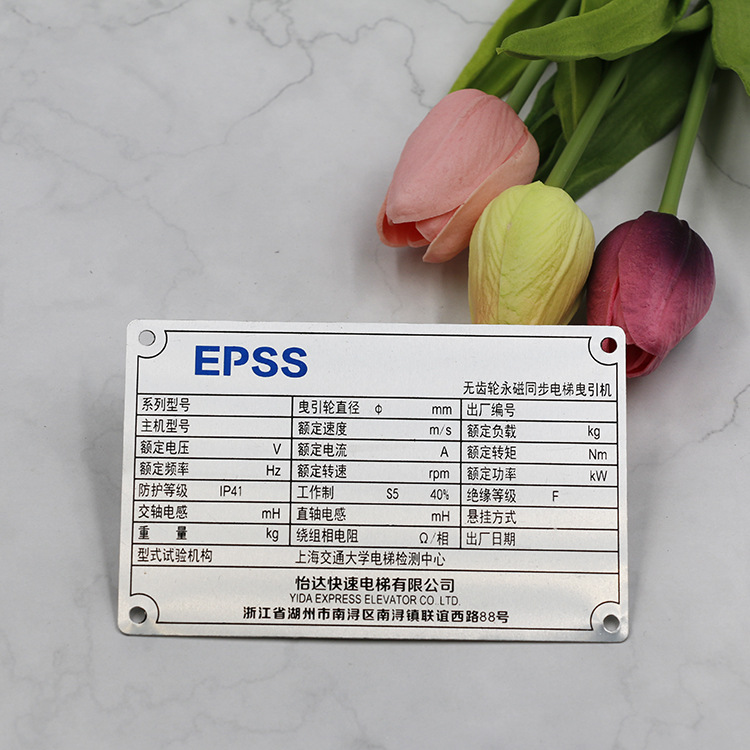 EPSS
无齿轮永磁同步电梯曳引机
系列型号 曳引轮直径 φ mm 出厂编号
主机型号 额定速度 m/s 额定负载 kg
额定电压 V 额定电流 A 额定转矩 Nm
额定频率 Hz 额定转速 rpm 额定功率 kW
防护等级 IP41 工作制 S5 40% 绝缘等级 F
交轴电感 mH 直轴电感 mH 悬挂方式
重量 kg 绕组相电阻 Ω/相 出厂日期
型式试验机构 上海交通大学电梯检测中心
怡达快速电梯有限公司
YIDA EXPRESS ELEVATOR CO. LTD.
浙江省湖州市南浔区南浔镇联谊西路88号